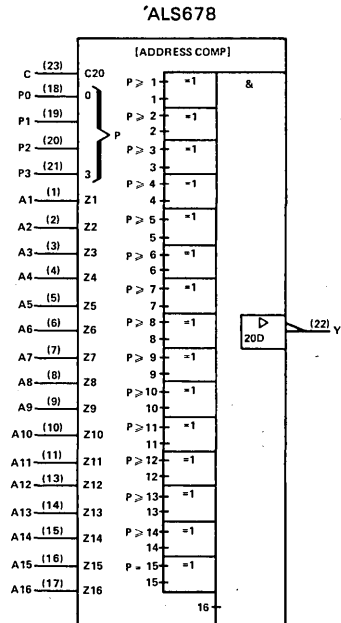 'ALS678
[ADDRESS COMP]
C (23) C20
P0 (18) 0
P1 (19)
P
P2 (20)
P3 (21) 3
A1 (1) Z1
A2 (2) Z2
A3 (3) Z3
A4 (4) Z4
A5 (5) Z5
A6 (6) Z6
A7 (7) Z7
A8 (8) Z8
A9 (9) Z9
A10 (10) Z10
A11 (11) Z11
A12 (13) Z12
A13 (14) Z13
A14 (15) Z14
A15 (16) Z15
A16 (17) Z16
P ⩾ 1 =1
1
P ⩾ 2 =1
2
P ⩾ 3 =1
3
P ⩾ 4 =1
4
P ⩾ 5 =1
5
P ⩾ 6 =1
6
P ⩾ 7 =1
7
P ⩾ 8 =1
8
P ⩾ 9 =1
9
P ⩾ 10 =1
10
P ⩾ 11 =1
11
P ⩾ 12 =1
12
P ⩾ 13 =1
13
P ⩾ 14 =1
14
P = 15 =1
15
16
&
▷
20D
(22) Y